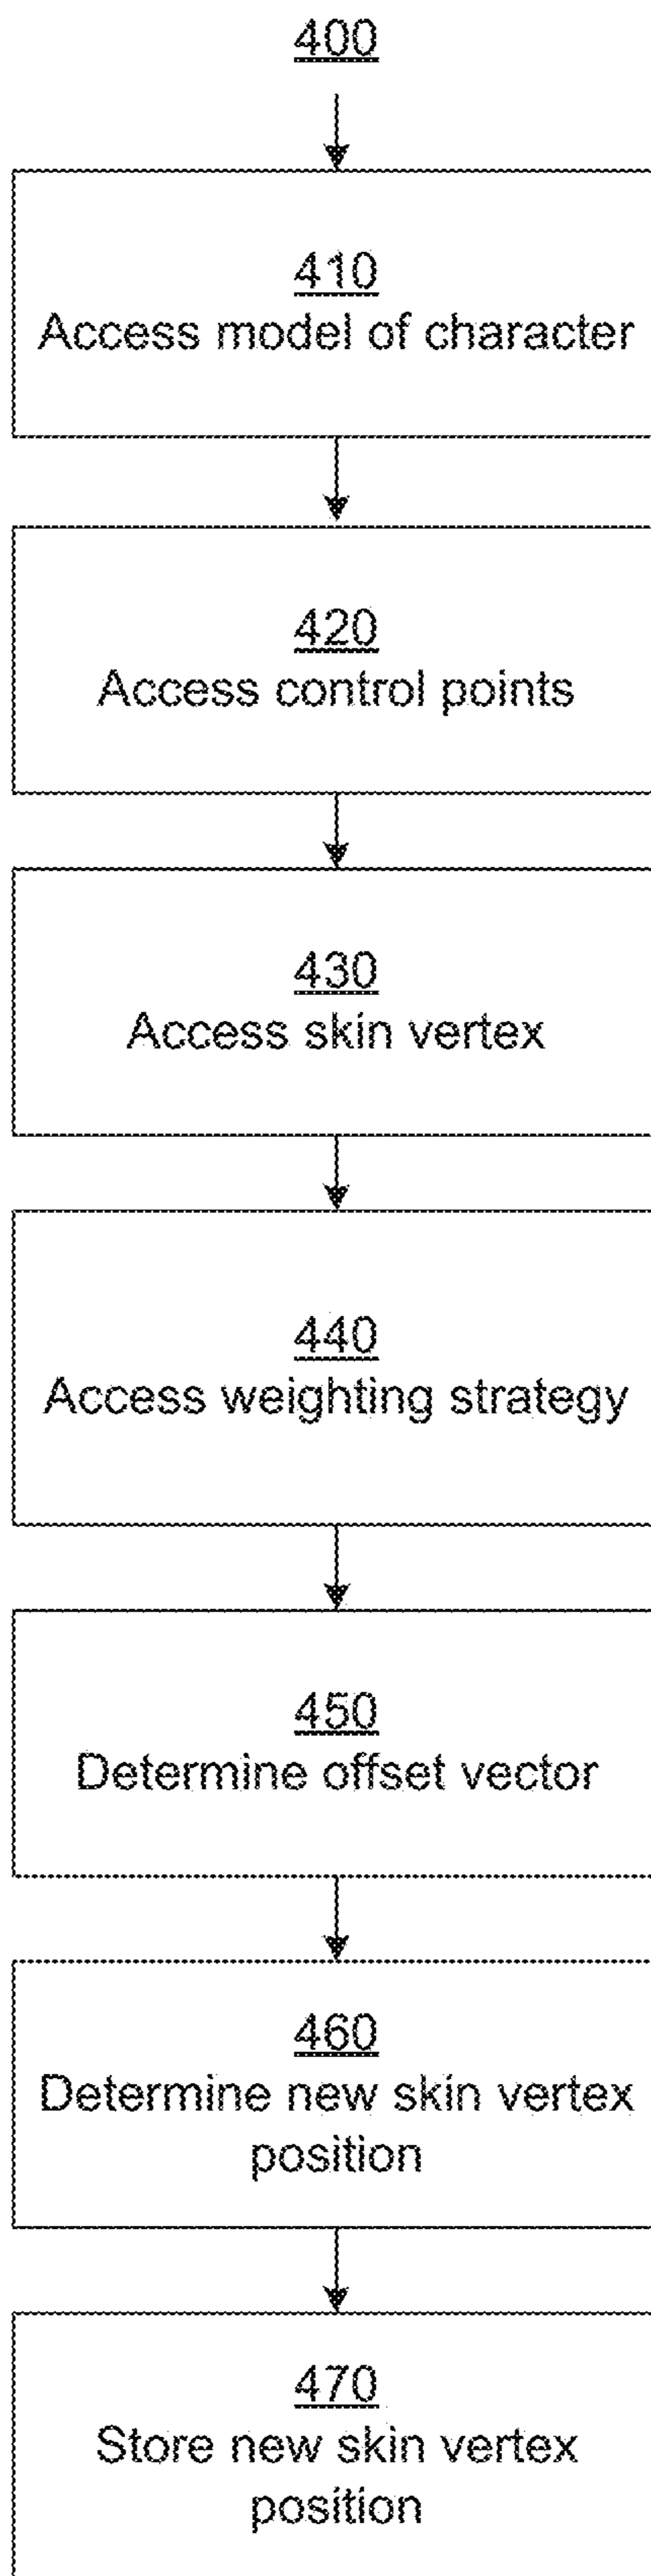 400
410
Access model of character
420
Access control points
430
Access skin vertex
440
Access weighting strategy
450
Determine offset vector
460
Determine new skin vertex
position
470
Store new skin vertex
position